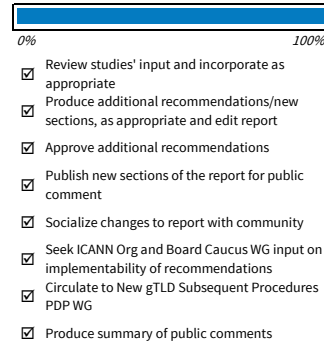 0% 100%
☑ Review studies' input and incorporate as
appropriate
☑ Produce additional recommendations/new
sections, as appropriate and edit report
☑ Approve additional recommendations
☑ Publish new sections of the report for public
comment
☑ Socialize changes to report with community
☑ Seek ICANN Org and Board Caucus WG input on
implementability of recommendations
☑ Circulate to New gTLD Subsequent Procedures
PDP WG
☑ Produce summary of public comments